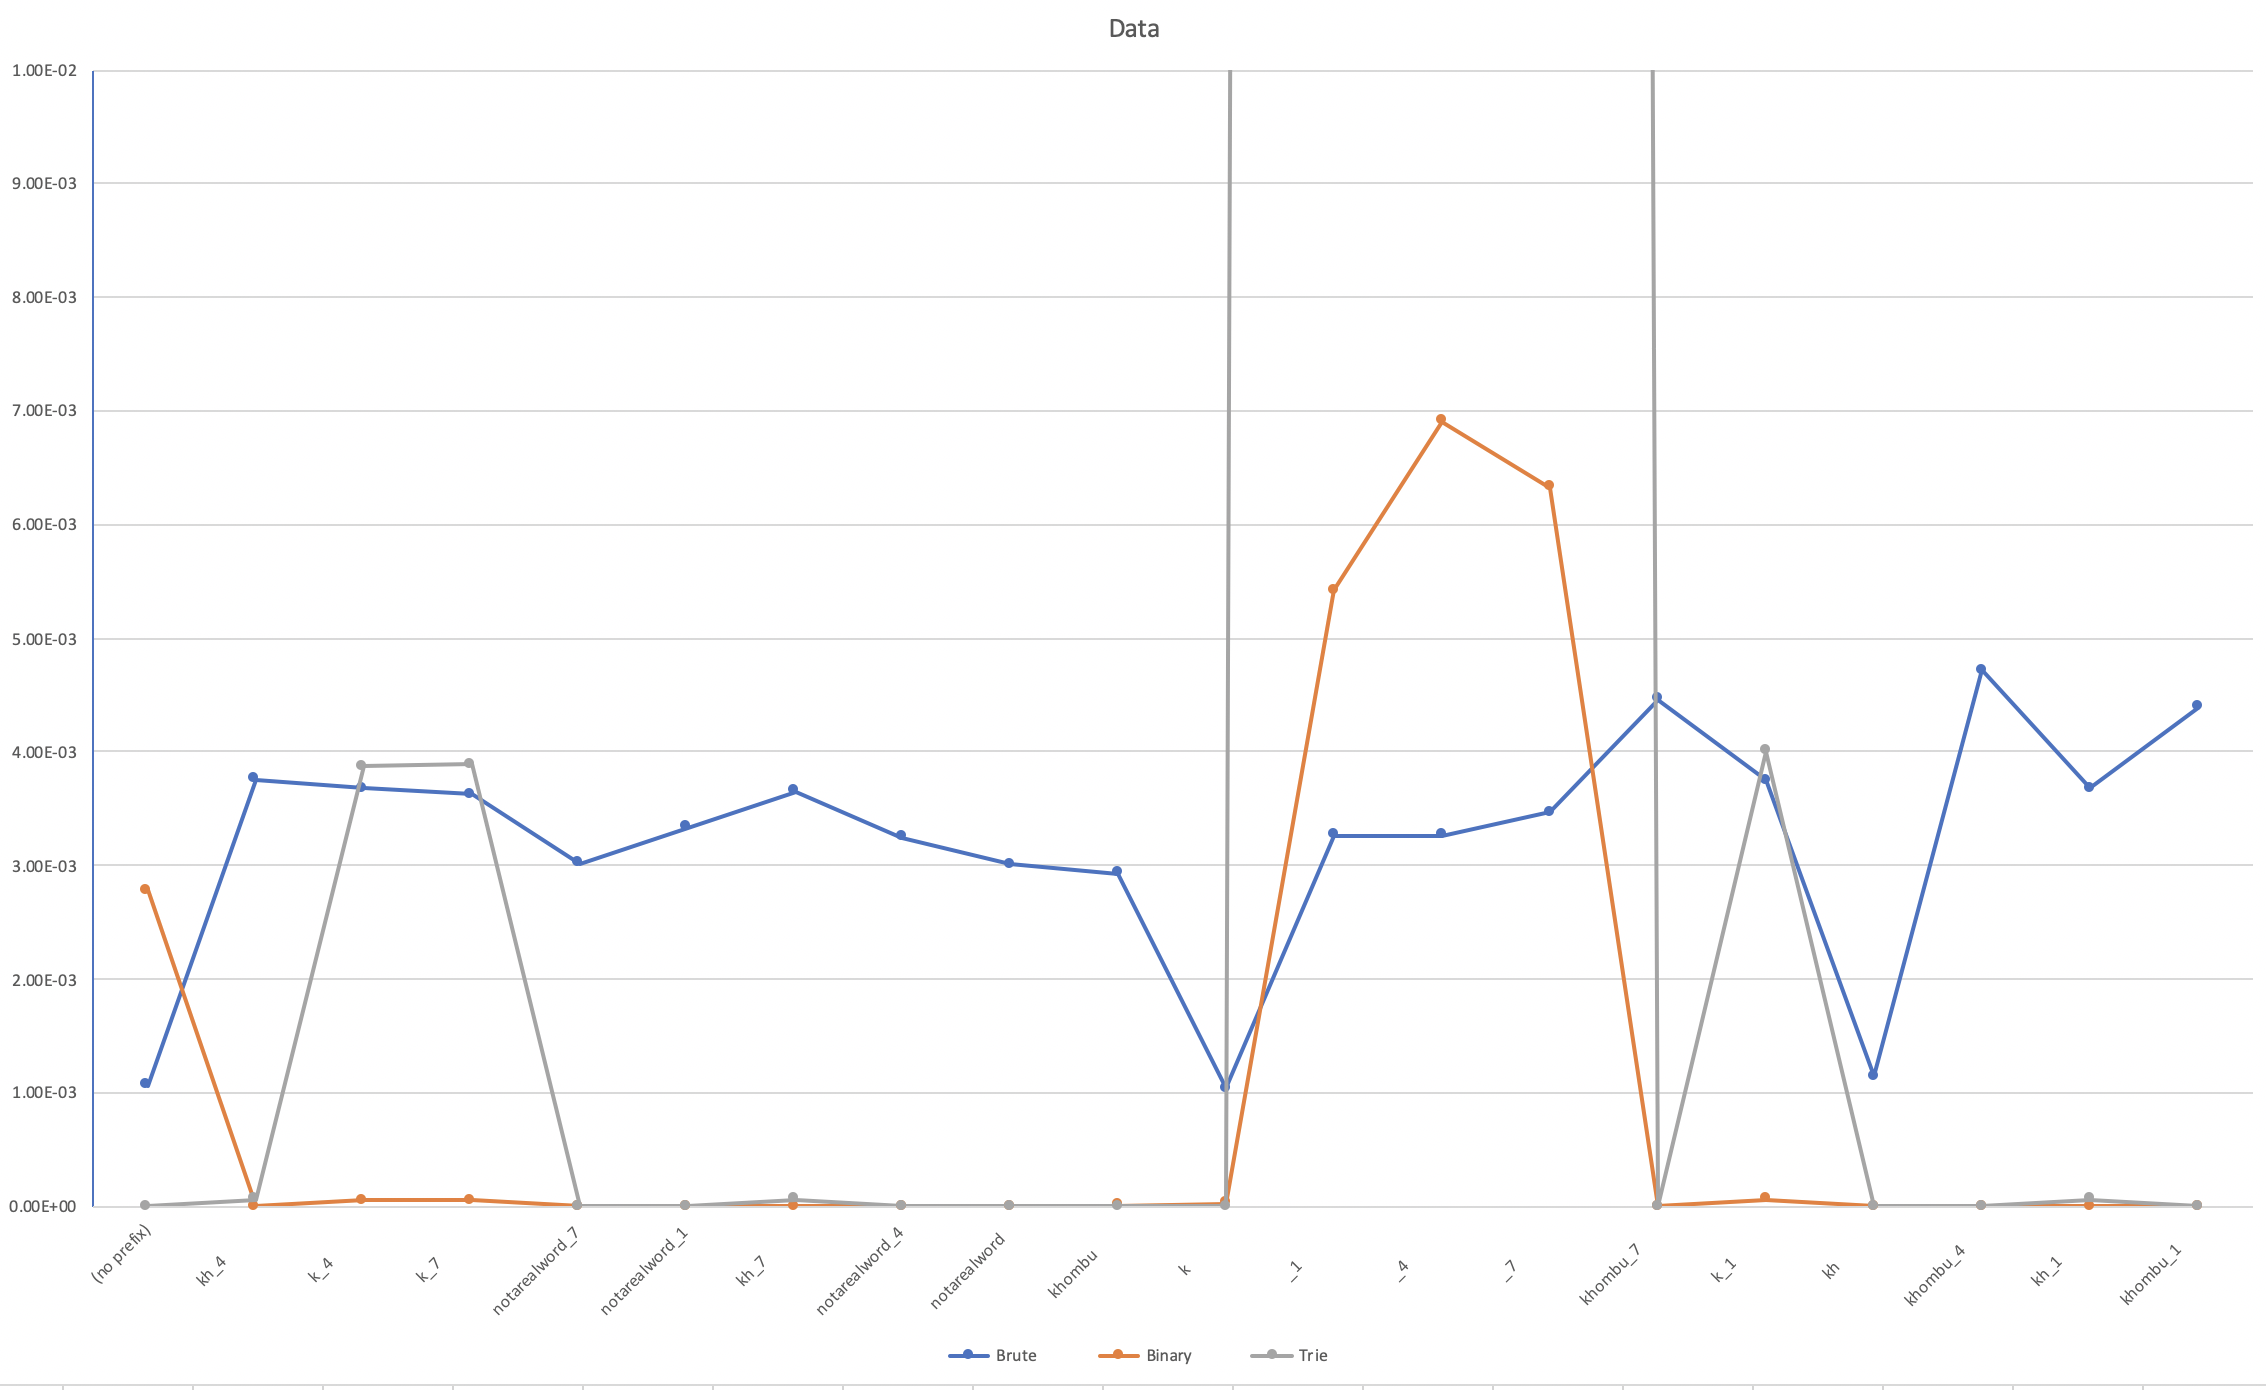 Data
1.00E-02
9.00E-03
8.00E-03
7.00E-03
6.00E-03
5.00E-03
4.00E-03
3.00E-03
2.00E-03
1.00E-03
0.00E+00
(no prefix)
kh_4
k_4
k_7
notarealword_7
notarealword_1
kh_7
notarealword_4
notarealword
khombu
k
_1
_4
_7
khombu_7
k_1
kh
khombu_4
kh_1
khombu_1
Brute
Binary
Trie